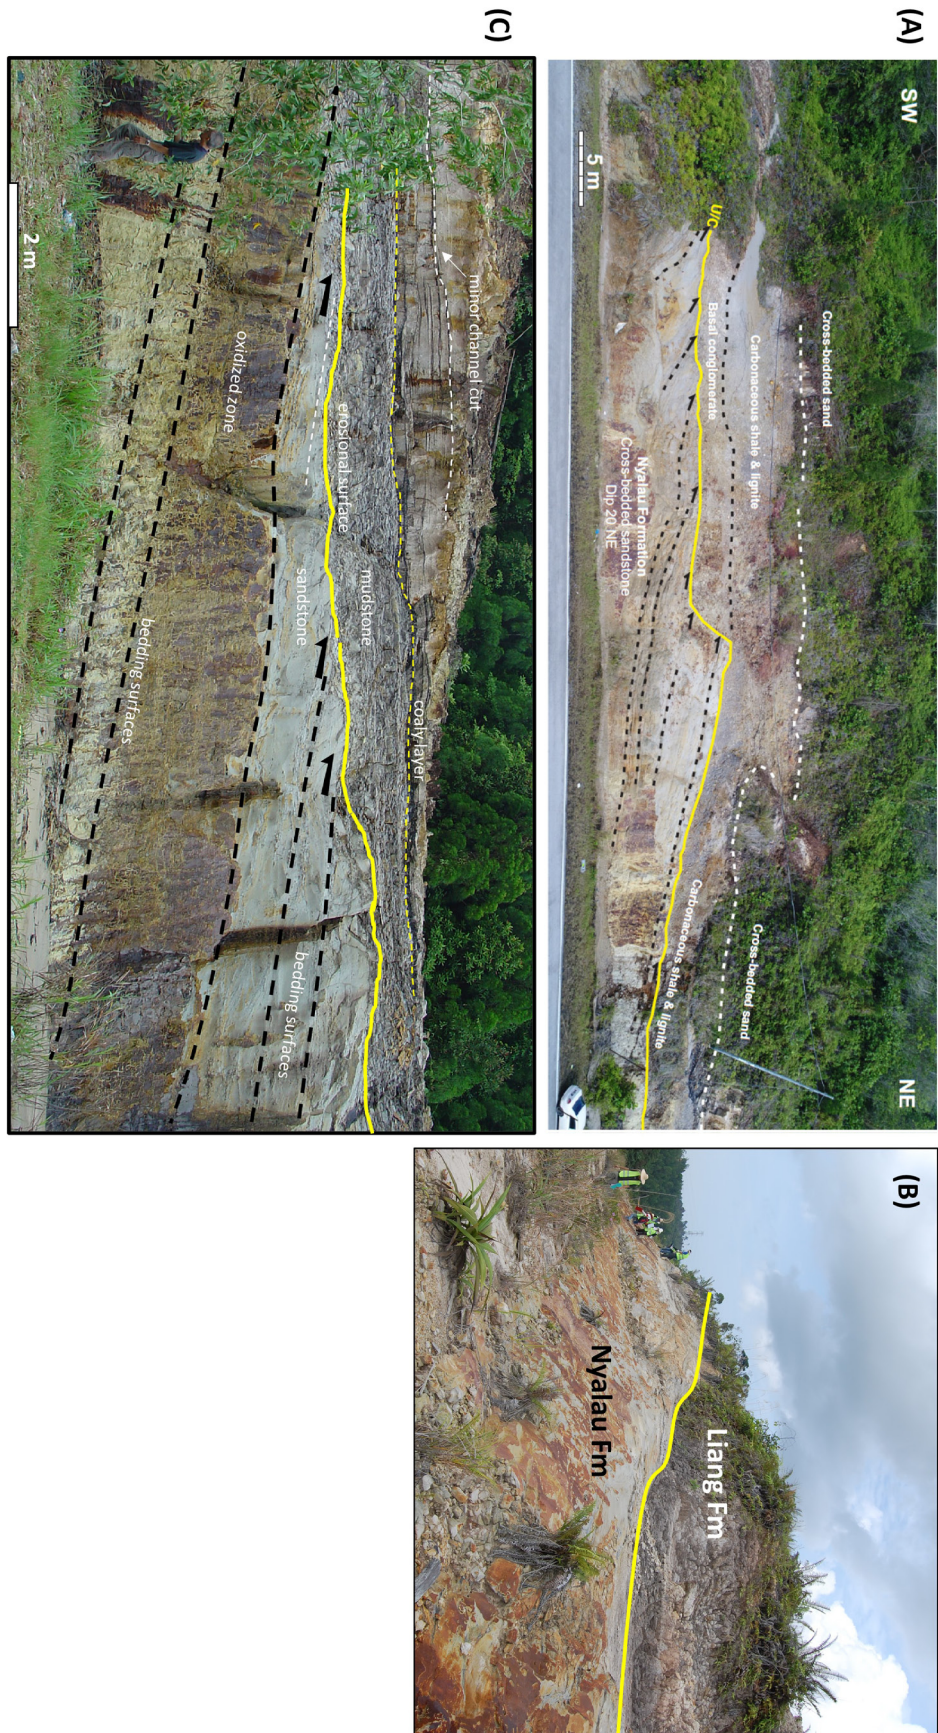 (A)
SW
NE
5 m
U/C
Basal conglomerate
Carbonaceous shale & lignite
Cross-bedded sand
Nyalau Formation
Cross-bedded sandstone
Dip 20 NE
Carbonaceous shale & lignite
Cross-bedded sand
(B)
Liang Fm
Nyalau Fm
(C)
minor channel cut
coaly layer
mudstone
erosional surface
sandstone
oxidized zone
bedding surfaces
bedding surfaces
2 m